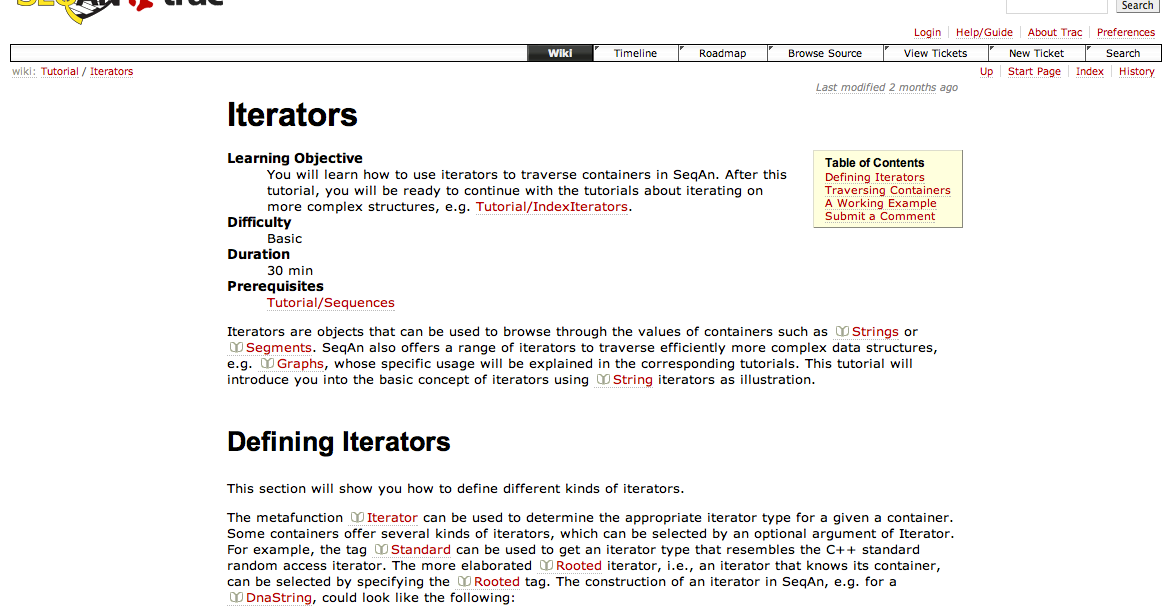 SEQAN trac
Search
Login Help/Guide About Trac Preferences
Wiki Timeline Roadmap Browse Source View Tickets New Ticket Search
wiki: Tutorial / Iterators
Up Start Page Index History
Last modified 2 months ago
Iterators
Table of Contents
Defining Iterators
Traversing Containers
A Working Example
Submit a Comment
Learning Objective
You will learn how to use iterators to traverse containers in SeqAn. After this
tutorial, you will be ready to continue with the tutorials about iterating on
more complex structures, e.g. Tutorial/IndexIterators.
Difficulty
Basic
Duration
30 min
Prerequisites
Tutorial/Sequences
Iterators are objects that can be used to browse through the values of containers such as Strings or
Segments. SeqAn also offers a range of iterators to traverse efficiently more complex data structures,
e.g. Graphs, whose specific usage will be explained in the corresponding tutorials. This tutorial will
introduce you into the basic concept of iterators using String iterators as illustration.
Defining Iterators
This section will show you how to define different kinds of iterators.
The metafunction Iterator can be used to determine the appropriate iterator type for a given a container.
Some containers offer several kinds of iterators, which can be selected by an optional argument of Iterator.
For example, the tag Standard can be used to get an iterator type that resembles the C++ standard
random access iterator. The more elaborated Rooted iterator, i.e., an iterator that knows its container,
can be selected by specifying the Rooted tag. The construction of an iterator in SeqAn, e.g. for a
DnaString, could look like the following: